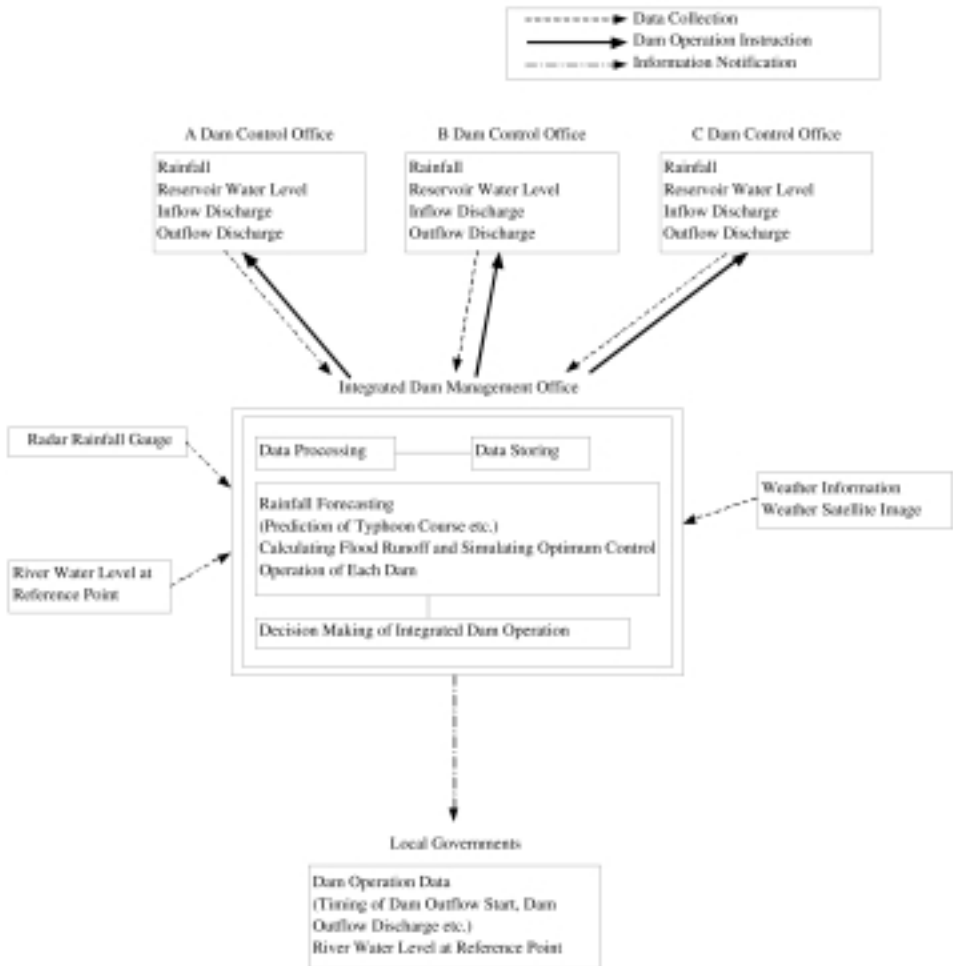 Data Collection
Dam Operation Instruction
Information Notification
A Dam Control Office
Rainfall
Reservoir Water Level
Inflow Discharge
Outflow Discharge
B Dam Control Office
Rainfall
Reservoir Water Level
Inflow Discharge
Outflow Discharge
C Dam Control Office
Rainfall
Reservoir Water Level
Inflow Discharge
Outflow Discharge
Integrated Dam Management Office
Radar Rainfall Gauge
River Water Level at
Reference Point
Data Processing
Data Storing
Rainfall Forecasting
(Prediction of Typhoon Course etc.)
Calculating Flood Runoff and Simulating Optimum Control
Operation of Each Dam
Decision Making of Integrated Dam Operation
Weather Information
Weather Satellite Image
Local Governments
Dam Operation Data
(Timing of Dam Outflow Start, Dam
Outflow Discharge etc.)
River Water Level at Reference Point